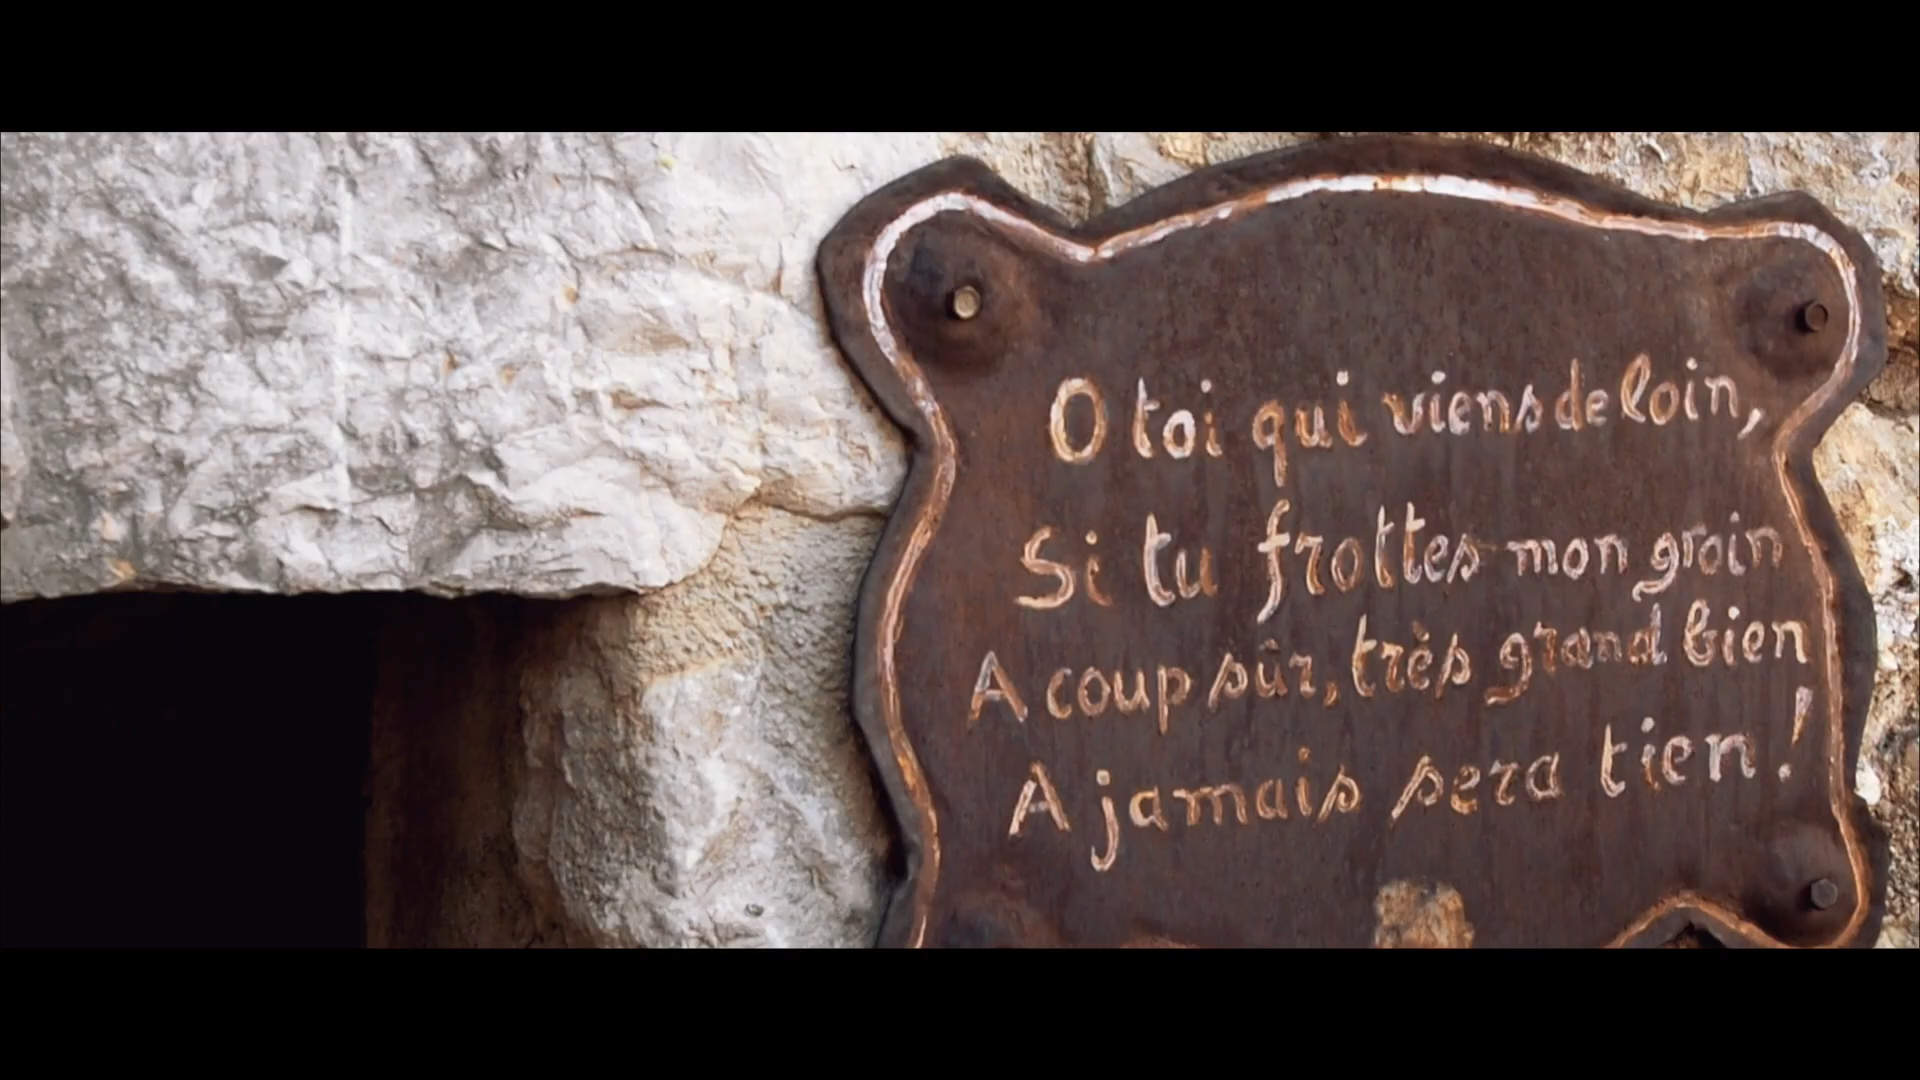 O toi qui viens de loin,
Si tu frottes mon groin
A coup sûr, très grand bien
A jamais sera tien !